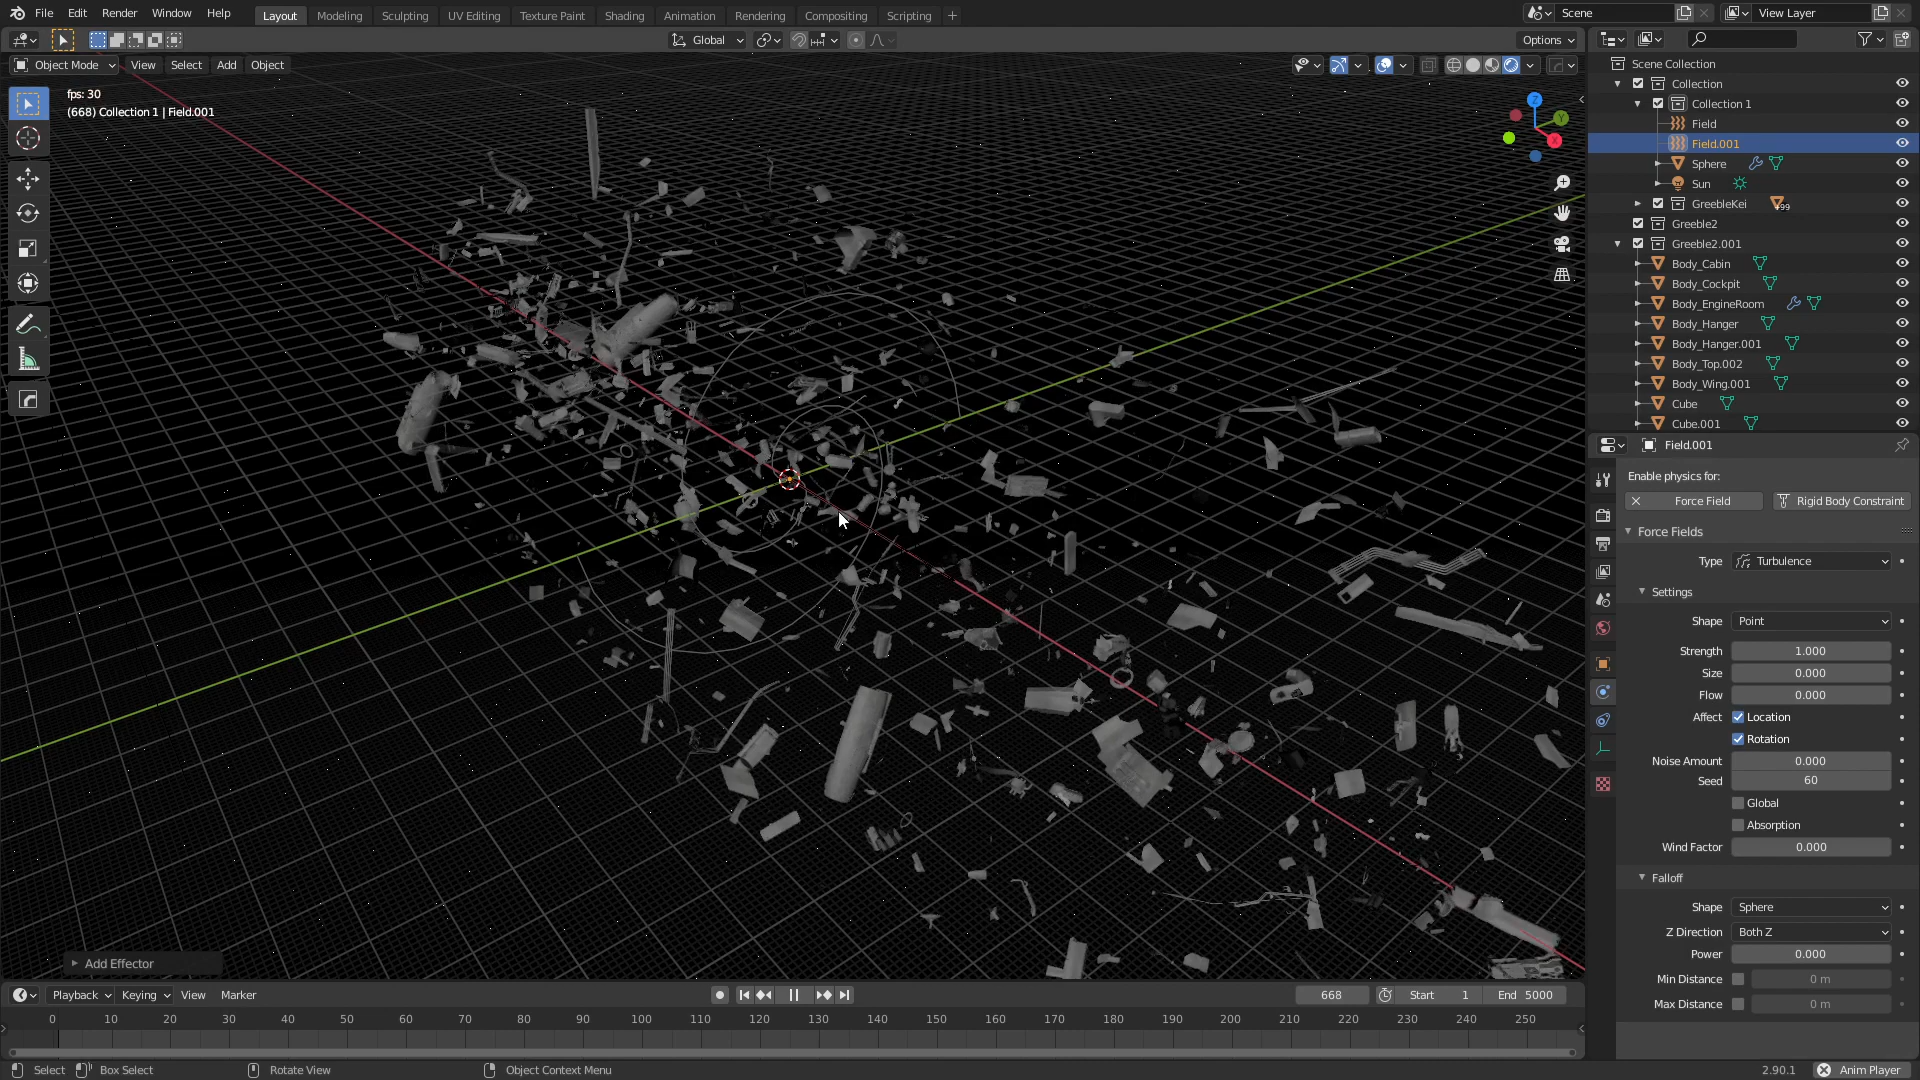 File Edit Render Window Help Layout Modeling Sculpting UV Editing Texture Paint Shading Animation Rendering Compositing Scripting + Scene View Layer
Global Options
Object Mode View Select Add Object
fps: 30
(668) Collection 1 | Field.001
Z
Y
X
Scene Collection
Collection
Collection 1
Field
Field.001
Sphere
Sun
GreebleKei +99
Greeble2
Greeble2.001
Body_Cabin
Body_Cockpit
Body_EngineRoom
Body_Hanger
Body_Hanger.001
Body_Top.002
Body_Wing.001
Cube
Cube.001
Field.001
Enable physics for:
Force Field Rigid Body Constraint
Force Fields
Type Turbulence
Settings
Shape Point
Strength 1.000
Size 0.000
Flow 0.000
Affect Location
Rotation
Noise Amount 0.000
Seed 60
Global
Absorption
Wind Factor 0.000
Falloff
Shape Sphere
Z Direction Both Z
Power 0.000
Min Distance 0 m
Max Distance 0 m
Add Effector
Playback Keying View Marker 668 Start 1 End 5000
0 10 20 30 40 50 60 70 80 90 100 110 120 130 140 150 160 170 180 190 200 210 220 230 240 250
Select Box Select Rotate View Object Context Menu 2.90.1 Anim Player